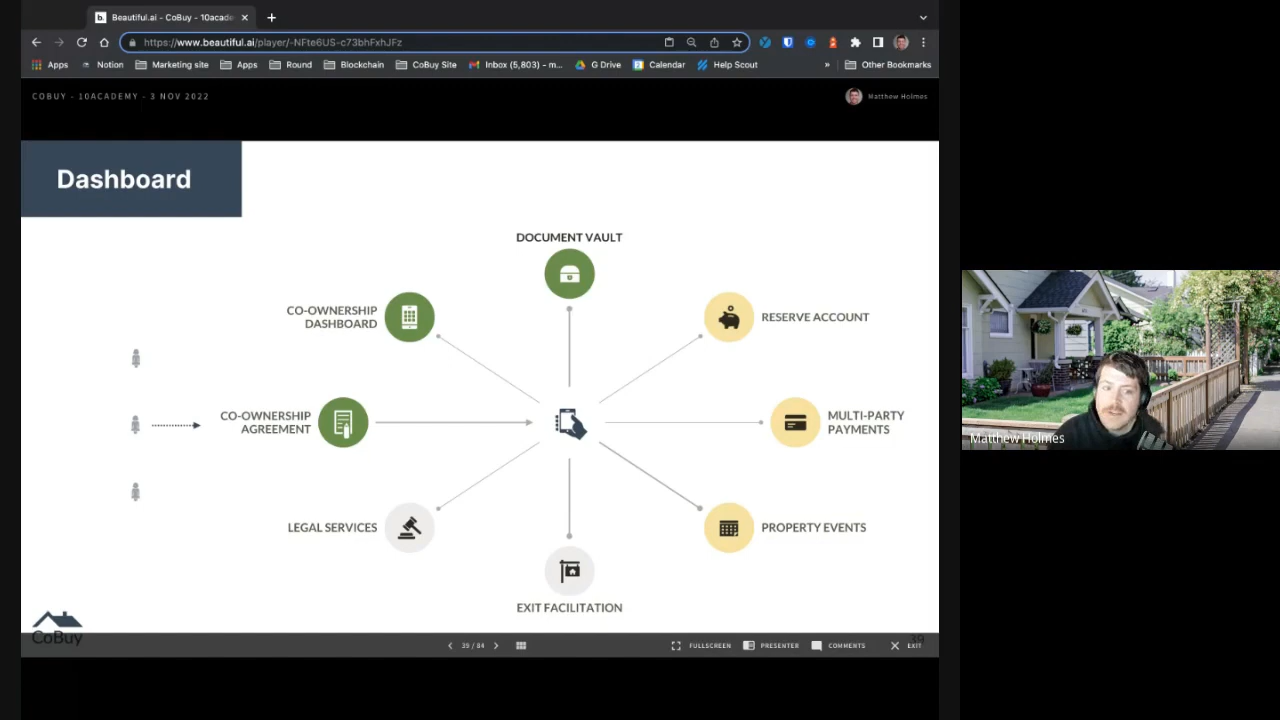 Beautiful.ai - CoBuy - 10acade
https://www.beautiful.ai/player/-NFte6US-c73bhFxhJFz
Apps Notion Marketing site Apps Round Blockchain CoBuy Site Inbox (5,803) – m... G Drive Calendar Help Scout » Other Bookmarks
COBUY - 10ACADEMY - 3 NOV 2022
Matthew Holmes
Dashboard
DOCUMENT VAULT
CO-OWNERSHIP
DASHBOARD
RESERVE ACCOUNT
CO-OWNERSHIP
AGREEMENT
MULTI-PARTY
PAYMENTS
LEGAL SERVICES
PROPERTY EVENTS
EXIT FACILITATION
CoBuy
39
39 / 84
FULLSCREEN PRESENTER COMMENTS EXIT
Matthew Holmes